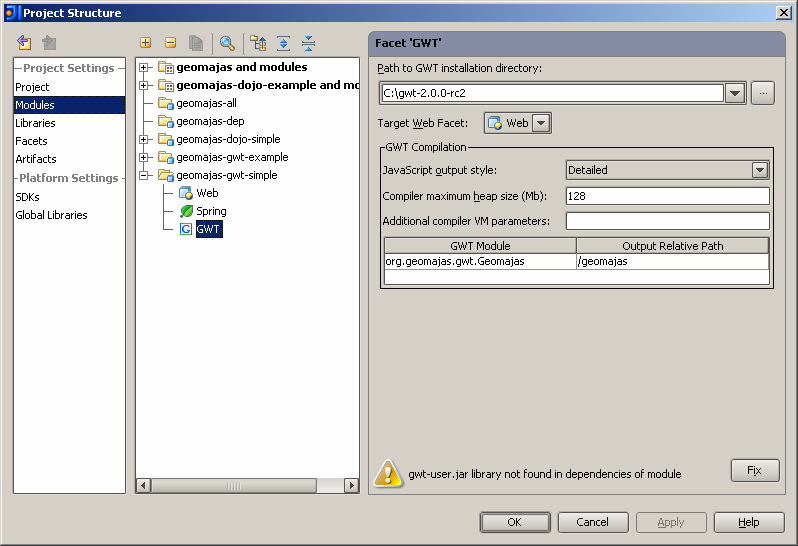 Project Structure
Project Settings
Project
Modules
Libraries
Facets
Artifacts
Platform Settings
SDKs
Global Libraries
geomajas and modules
geomajas-dojo-example and mo
geomajas-all
geomajas-dep
geomajas-dojo-simple
geomajas-gwt-example
geomajas-gwt-simple
Web
Spring
G GWT
Facet 'GWT'
Path to GWT installation directory:
C:\gwt-2.0.0-rc2
...
Target Web Facet: Web
GWT Compilation
JavaScript output style: Detailed
Compiler maximum heap size (Mb): 128
Additional compiler VM parameters:
GWT Module Output Relative Path
org.geomajas.gwt.Geomajas /geomajas
gwt-user.jar library not found in dependencies of module Fix
OK Cancel Apply Help